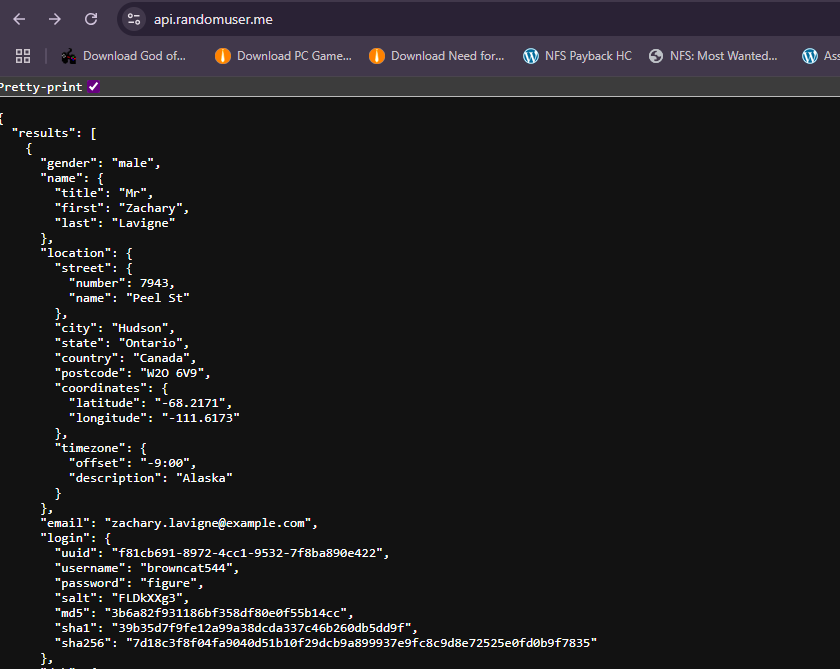 api.randomuser.me
Download God of... Download PC Game... Download Need for... NFS Payback HC NFS: Most Wanted... Ass
Pretty-print
{
"results": [
{
"gender": "male",
"name": {
"title": "Mr",
"first": "Zachary",
"last": "Lavigne"
},
"location": {
"street": {
"number": 7943,
"name": "Peel St"
},
"city": "Hudson",
"state": "Ontario",
"country": "Canada",
"postcode": "W2O 6V9",
"coordinates": {
"latitude": "-68.2171",
"longitude": "-111.6173"
},
"timezone": {
"offset": "-9:00",
"description": "Alaska"
}
},
"email": "zachary.lavigne@example.com",
"login": {
"uuid": "f81cb691-8972-4cc1-9532-7f8ba890e422",
"username": "browncat544",
"password": "figure",
"salt": "FLDkXXg3",
"md5": "3b6a82f931186bf358df80e0f55b14cc",
"sha1": "39b35d7f9fe12a99a38dcda337c46b260db5dd9f",
"sha256": "7d18c3f8f04fa9040d51b10f29dcb9a899937e9fc8c9d8e72525e0fd0b9f7835"
},